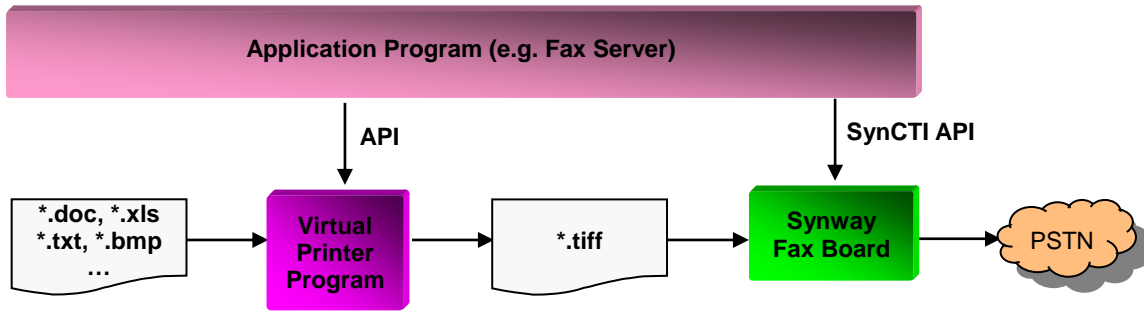 Application Program (e.g. Fax Server)
API
SynCTI API
*.doc, *.xls
*.txt, *.bmp
…
Virtual
Printer
Program
*.tiff
Synway
Fax Board
PSTN